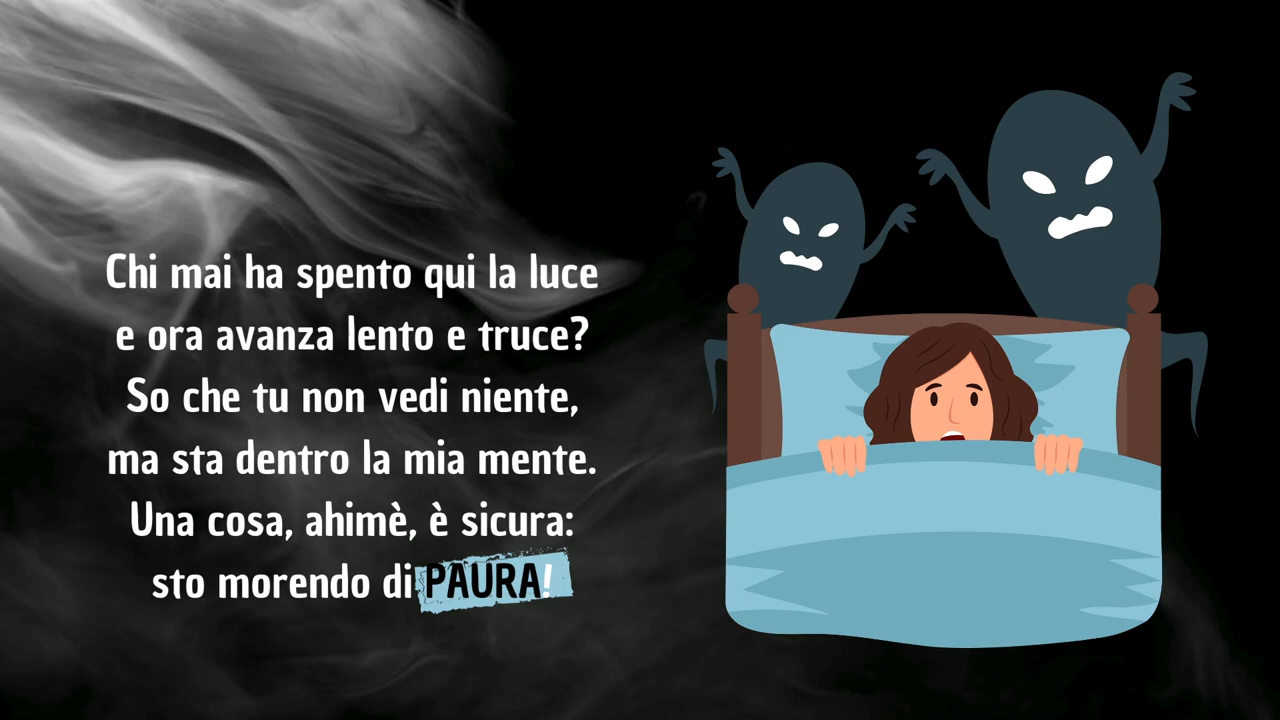 Chi mai ha spento qui la luce
e ora avanza lento e truce?
So che tu non vedi niente,
ma sta dentro la mia mente.
Una cosa, ahimè, è sicura:
sto morendo di PAURA!